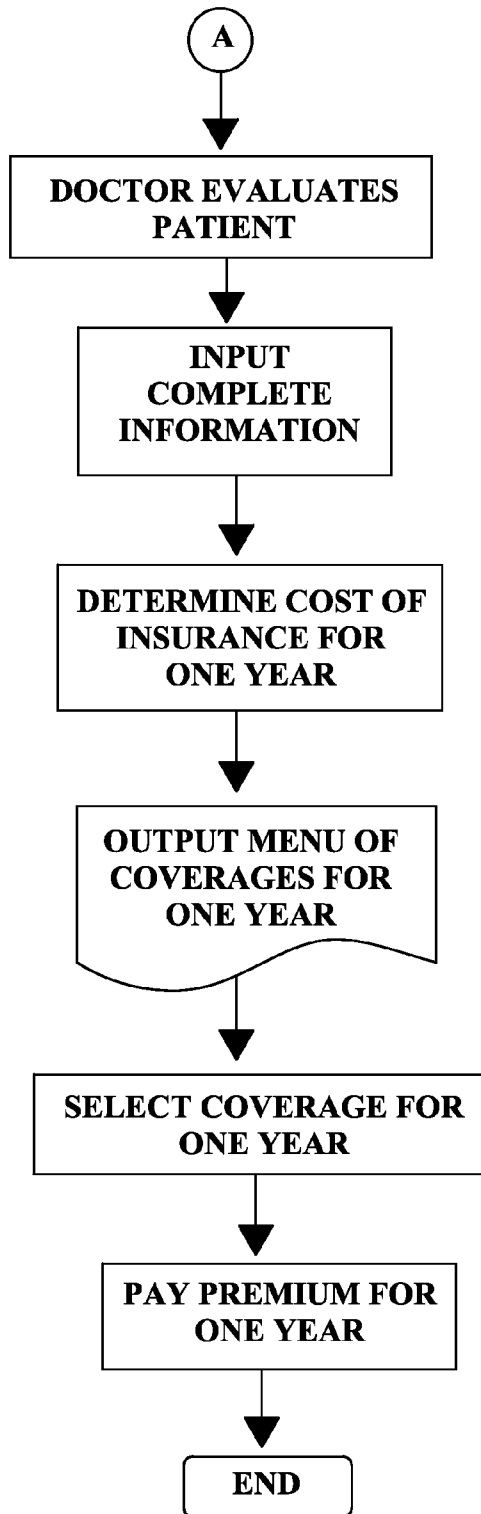 A
DOCTOR EVALUATES
PATIENT
INPUT
COMPLETE
INFORMATION
DETERMINE COST OF
INSURANCE FOR
ONE YEAR
OUTPUT MENU OF
COVERAGES FOR
ONE YEAR
SELECT COVERAGE FOR
ONE YEAR
PAY PREMIUM FOR
ONE YEAR
END